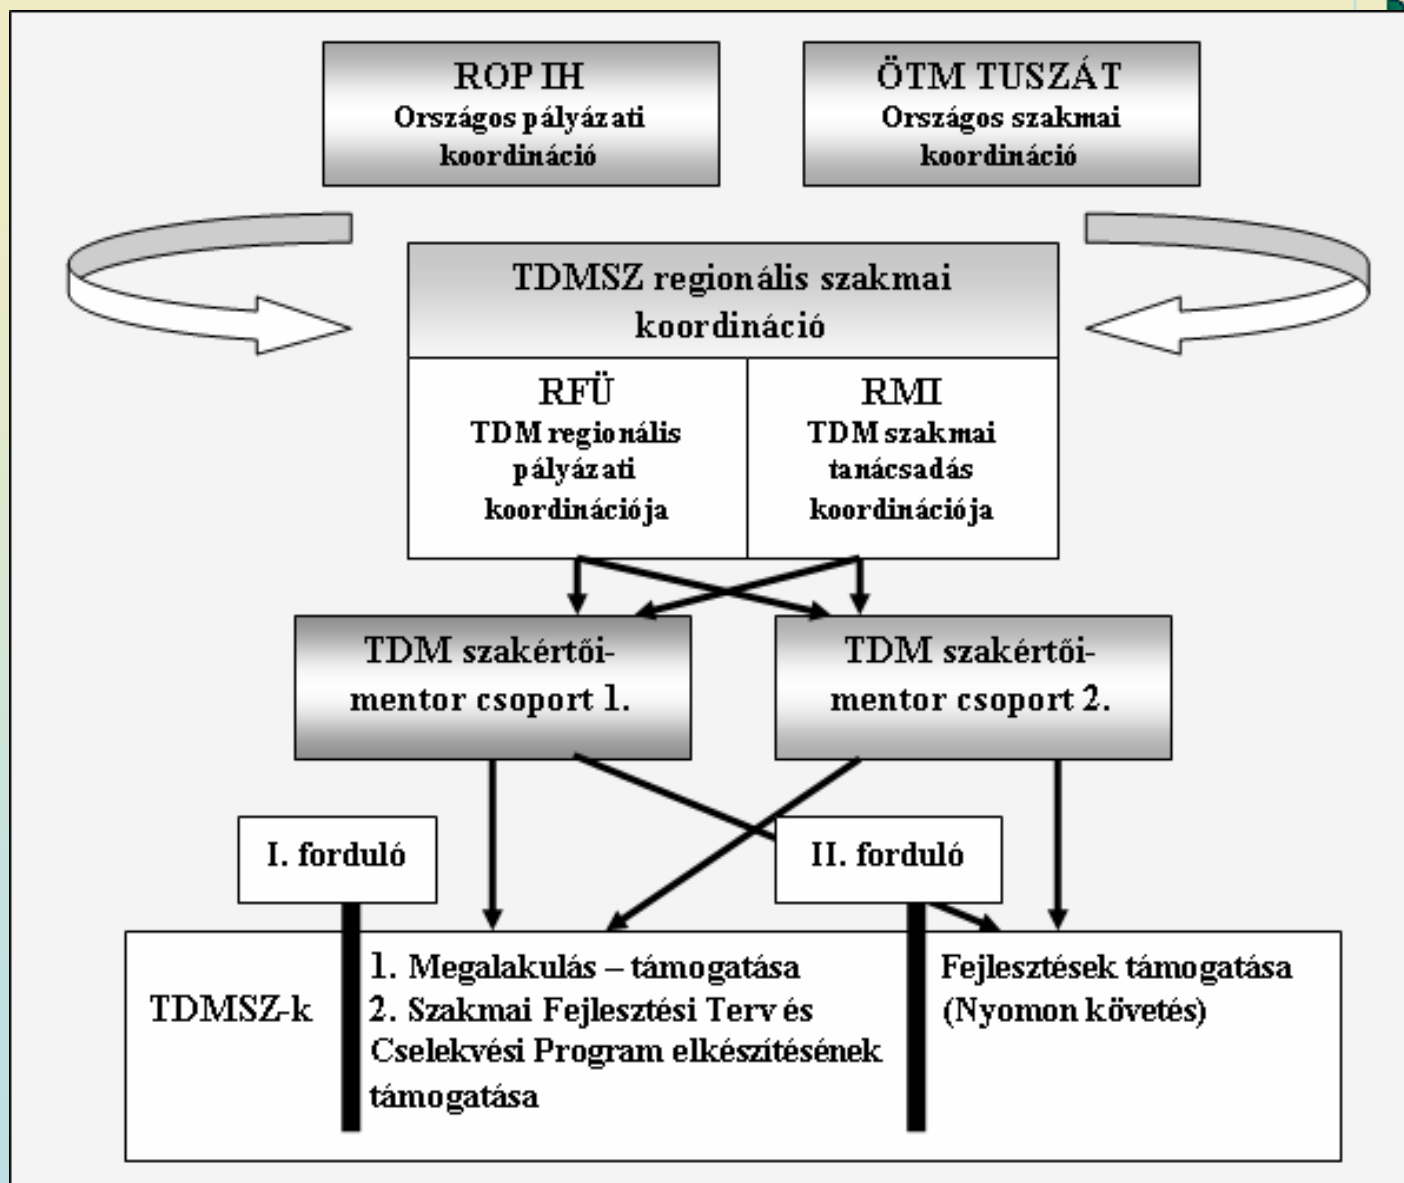 ROP IH
Országos pályázati
koordináció
ÖTM TUSZÁT
Országos szakmai
koordináció
TDMSZ regionális szakmai
koordináció
RFÜ
TDM regionális
pályázati
koordinációja
RMI
TDM szakmai
tanácsadás
koordinációja
TDM szakértői-
mentor csoport 1.
TDM szakértői-
mentor csoport 2.
I. forduló
II. forduló
TDMSZ-k
1. Megalakulás – támogatása
2. Szakmai Fejlesztési Terv és
Cselekvési Program elkészítésének
támogatása
Fejlesztések támogatása
(Nyomon követés)